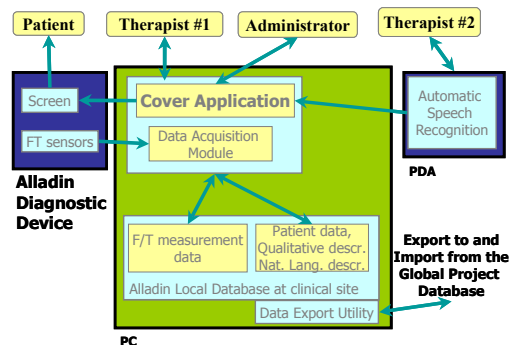 Patient
Therapist #1
Administrator
Therapist #2
Screen
Cover Application
Automatic
Speech
Recognition
FT sensors
Data Acquisition
Module
PDA
Alladin
Diagnostic
Device
F/T measurement
data
Patient data,
Qualitative descr.
Nat. Lang. descr.
Export to and
Import from the
Global Project
Database
Alladin Local Database at clinical site
Data Export Utility
PC